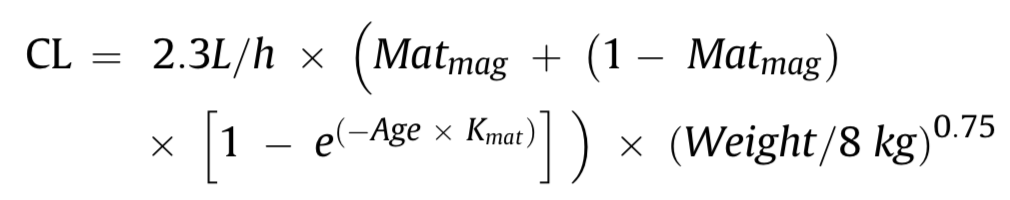 CL = 2.3L/h × (Mat_mag + (1 − Mat_mag)
× [1 − e^(−Age × K_mat)]) × (Weight/8 kg)^0.75